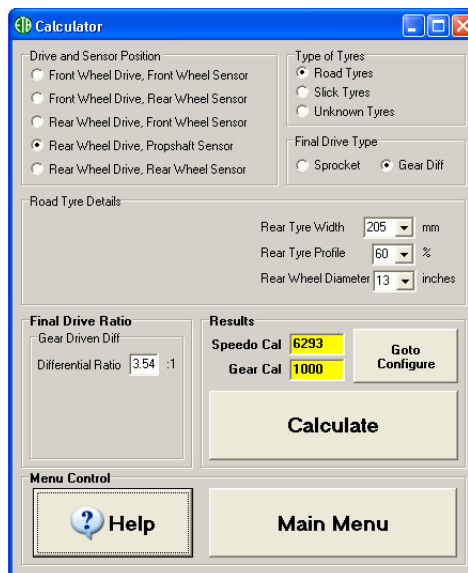 EIB Calculator
Drive and Sensor Position
Front Wheel Drive, Front Wheel Sensor
Front Wheel Drive, Rear Wheel Sensor
Rear Wheel Drive, Front Wheel Sensor
Rear Wheel Drive, Propshaft Sensor
Rear Wheel Drive, Rear Wheel Sensor
Type of Tyres
Road Tyres
Slick Tyres
Unknown Tyres
Final Drive Type
Sprocket Gear Diff
Road Tyre Details
Rear Tyre Width 205 mm
Rear Tyre Profile 60 %
Rear Wheel Diameter 13 inches
Final Drive Ratio
Gear Driven Diff
Differential Ratio 3.54 :1
Results
Speedo Cal 6293
Gear Cal 1000
Goto
Configure
Calculate
Menu Control
? Help
Main Menu